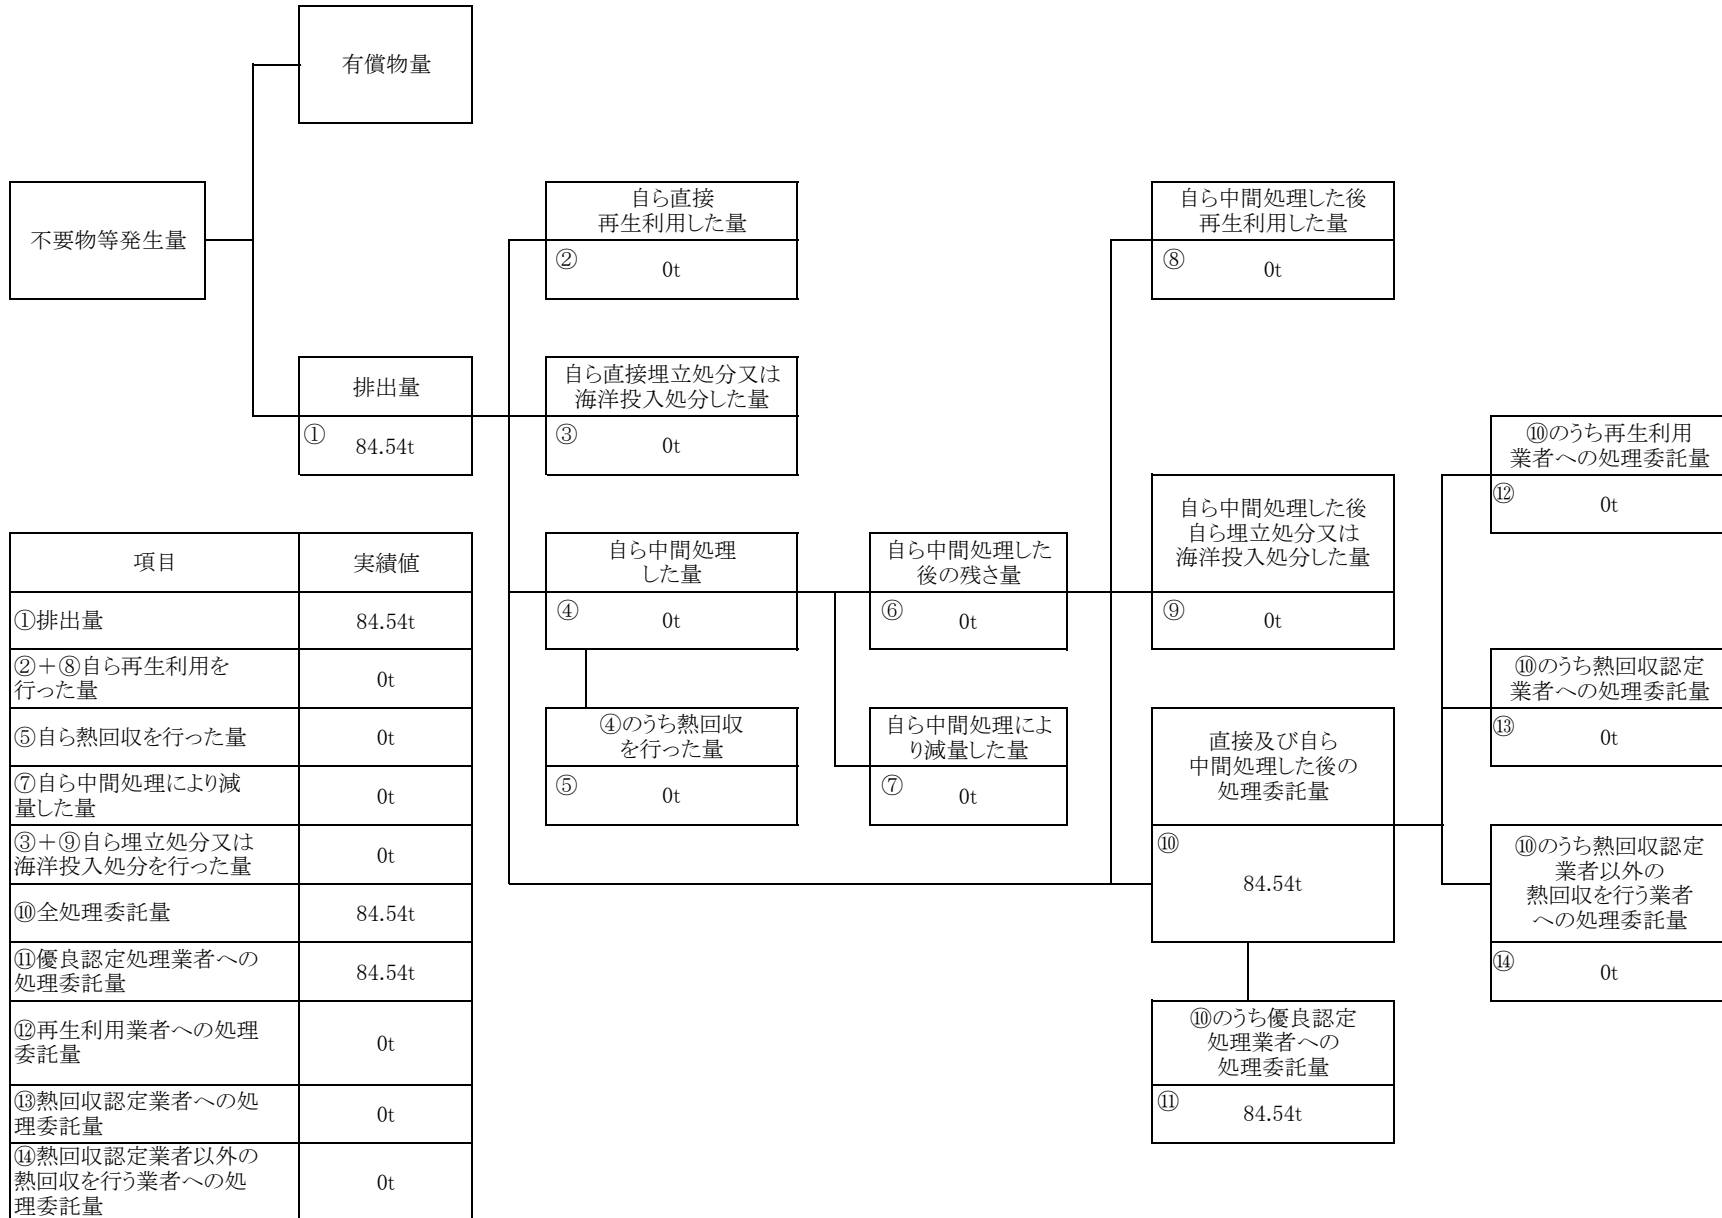 有償物量
不要物等発生量
自ら直接
再生利用した量
②
0t
自ら中間処理した後
再生利用した量
⑧
0t
排出量
①
84.54t
自ら直接埋立処分又は
海洋投入処分した量
③
0t
⑩のうち再生利用
業者への処理委託量
⑫
0t
自ら中間処理
した量
④
0t
自ら中間処理した
後の残さ量
⑥
0t
自ら中間処理した後
自ら埋立処分又は
海洋投入処分した量
⑨
0t
⑩のうち熱回収認定
業者への処理委託量
⑬
0t
④のうち熱回収
を行った量
⑤
0t
自ら中間処理によ
り減量した量
⑦
0t
直接及び自ら
中間処理した後の
処理委託量
⑩
84.54t
⑩のうち熱回収認定
業者以外の
熱回収を行う業者
への処理委託量
⑭
0t
⑩のうち優良認定
処理業者への
処理委託量
⑪
84.54t
項目 実績値
①排出量 84.54t
②＋⑧自ら再生利用を
行った量 0t
⑤自ら熱回収を行った量 0t
⑦自ら中間処理により減
量した量 0t
③＋⑨自ら埋立処分又は
海洋投入処分を行った量 0t
⑩全処理委託量 84.54t
⑪優良認定処理業者への
処理委託量 84.54t
⑫再生利用業者への処理
委託量 0t
⑬熱回収認定業者への処
理委託量 0t
⑭熱回収認定業者以外の
熱回収を行う業者への処
理委託量 0t